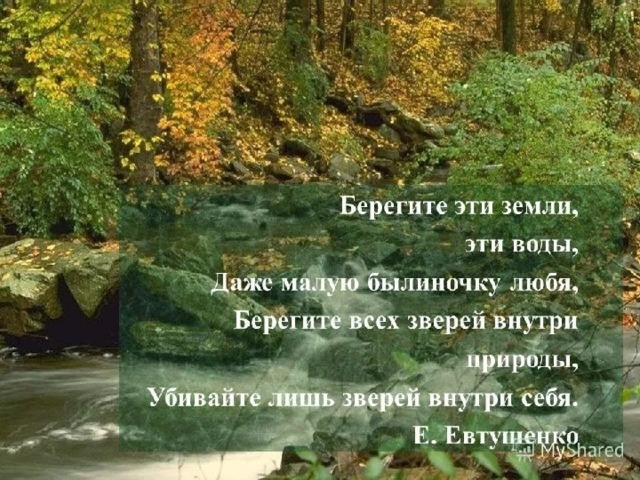 Берегите эти земли,
эти воды,
Даже малую былиночку любя,
Берегите всех зверей внутри
природы,
Убивайте лишь зверей внутри себя.
Е. Евтушенко
MyShared